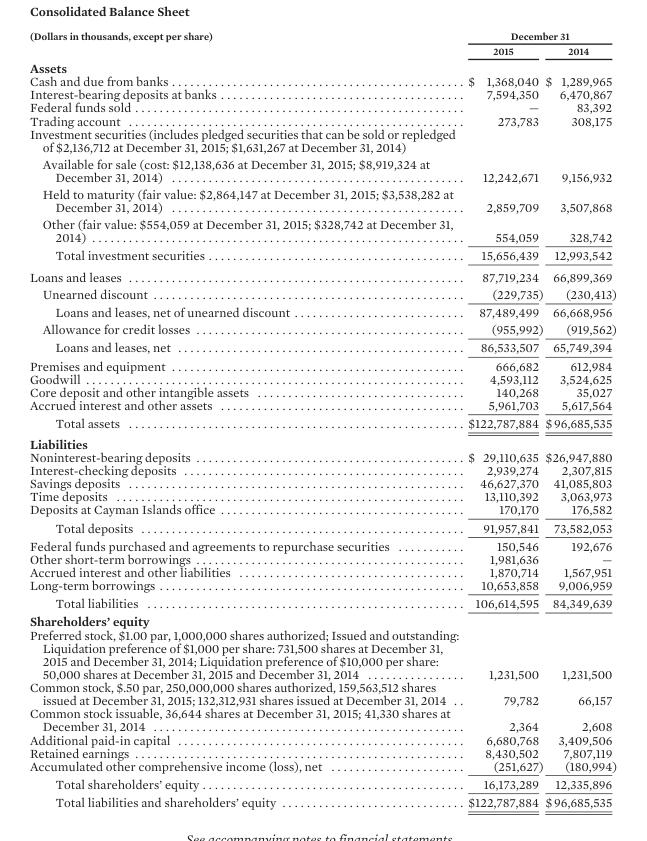 Consolidated Balance Sheet
(Dollars in thousands, except per share) December 31
2015 2014
Assets
Cash and due from banks . . . . . . . . . . $ 1,368,040 $ 1,289,965
Interest-bearing deposits at banks . . . . . . . . . . 7,594,350 6,470,867
Federal funds sold . . . . . . . . . . — 83,392
Trading account . . . . . . . . . . 273,783 308,175
Investment securities (includes pledged securities that can be sold or repledged
of $2,136,712 at December 31, 2015; $1,631,267 at December 31, 2014)
Available for sale (cost: $12,138,636 at December 31, 2015; $8,919,324 at
December 31, 2014) . . . . . . . . . . 12,242,671 9,156,932
Held to maturity (fair value: $2,864,147 at December 31, 2015; $3,538,282 at
December 31, 2014) . . . . . . . . . . 2,859,709 3,507,868
Other (fair value: $554,059 at December 31, 2015; $328,742 at December 31,
2014) . . . . . . . . . . 554,059 328,742
Total investment securities . . . . . . . . . . 15,656,439 12,993,542
Loans and leases . . . . . . . . . . 87,719,234 66,899,369
Unearned discount . . . . . . . . . . (229,735) (230,413)
Loans and leases, net of unearned discount . . . . . . . . . . 87,489,499 66,668,956
Allowance for credit losses . . . . . . . . . . (955,992) (919,562)
Loans and leases, net . . . . . . . . . . 86,533,507 65,749,394
Premises and equipment . . . . . . . . . . 666,682 612,984
Goodwill . . . . . . . . . . 4,593,112 3,524,625
Core deposit and other intangible assets . . . . . . . . . . 140,268 35,027
Accrued interest and other assets . . . . . . . . . . 5,961,703 5,617,564
Total assets . . . . . . . . . . $122,787,884 $96,685,535
Liabilities
Noninterest-bearing deposits . . . . . . . . . . $ 29,110,635 $26,947,880
Interest-checking deposits . . . . . . . . . . 2,939,274 2,307,815
Savings deposits . . . . . . . . . . 46,627,370 41,085,803
Time deposits . . . . . . . . . . 13,110,392 3,063,973
Deposits at Cayman Islands office . . . . . . . . . . 170,170 176,582
Total deposits . . . . . . . . . . 91,957,841 73,582,053
Federal funds purchased and agreements to repurchase securities . . . . . . . . . . 150,546 192,676
Other short-term borrowings . . . . . . . . . . 1,981,636 —
Accrued interest and other liabilities . . . . . . . . . . 1,870,714 1,567,951
Long-term borrowings . . . . . . . . . . 10,653,858 9,006,959
Total liabilities . . . . . . . . . . 106,614,595 84,349,639
Shareholders' equity
Preferred stock, $1.00 par, 1,000,000 shares authorized; Issued and outstanding:
Liquidation preference of $1,000 per share: 731,500 shares at December 31,
2015 and December 31, 2014; Liquidation preference of $10,000 per share:
50,000 shares at December 31, 2015 and December 31, 2014 . . . . . . . . . . 1,231,500 1,231,500
Common stock, $.50 par, 250,000,000 shares authorized, 159,563,512 shares
issued at December 31, 2015; 132,312,931 shares issued at December 31, 2014 . . 79,782 66,157
Common stock issuable, 36,644 shares at December 31, 2015; 41,330 shares at
December 31, 2014 . . . . . . . . . . 2,364 2,608
Additional paid-in capital . . . . . . . . . . 6,680,768 3,409,506
Retained earnings . . . . . . . . . . 8,430,502 7,807,119
Accumulated other comprehensive income (loss), net . . . . . . . . . . (251,627) (180,994)
Total shareholders' equity . . . . . . . . . . 16,173,289 12,335,896
Total liabilities and shareholders' equity . . . . . . . . . . $122,787,884 $96,685,535
See accompanying notes to financial statements.